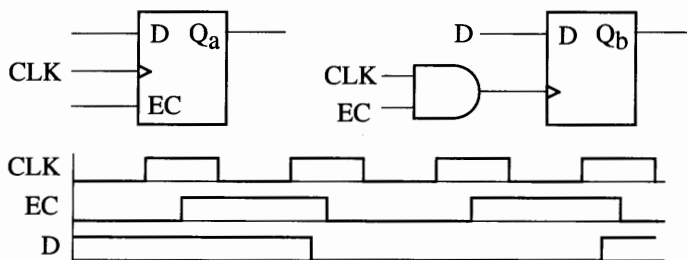 D Qa D D Qb
CLK CLK
EC EC
CLK
EC
D